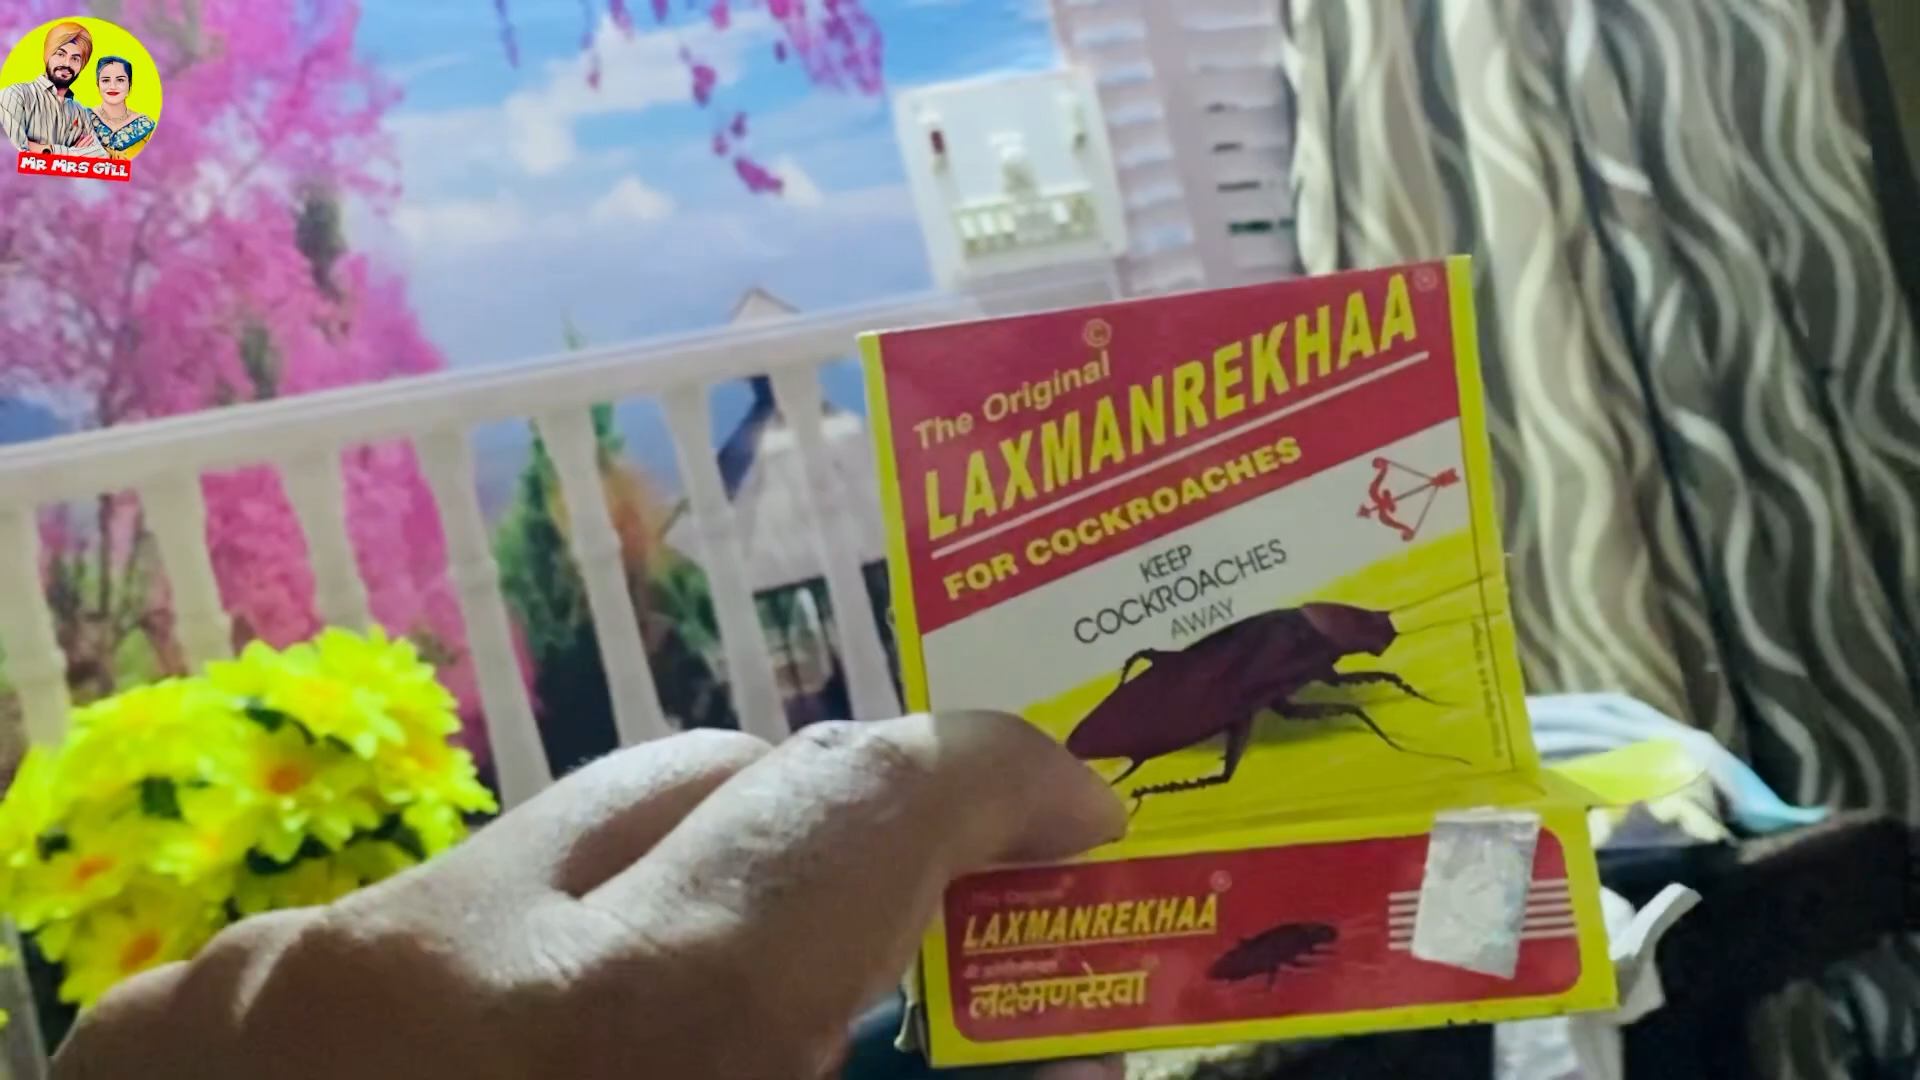 MR MRS GILL
The Original ©
LAXMANREKHAA ®
FOR COCKROACHES
KEEP
COCKROACHES
AWAY
The Original
LAXMANREKHAA ®
लक्ष्मणरेखा